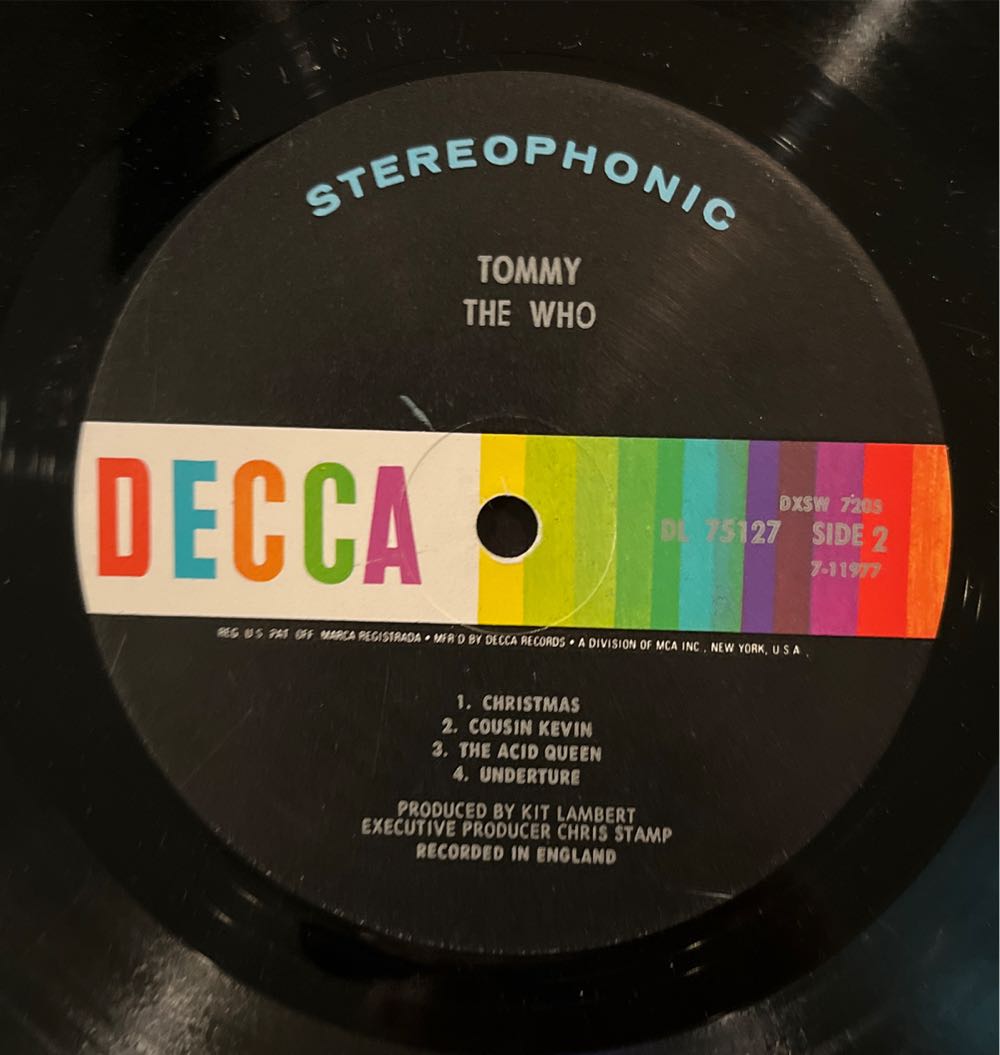 STEREOPHONIC
TOMMY
THE WHO
DECCA
DXSW 7205
DL 75127 SIDE 2
7-11977
REG. U.S. PAT. OFF. MARCA REGISTRADA • MFR'D BY DECCA RECORDS • A DIVISION OF MCA INC., NEW YORK, U.S.A.
1. CHRISTMAS
2. COUSIN KEVIN
3. THE ACID QUEEN
4. UNDERTURE
PRODUCED BY KIT LAMBERT
EXECUTIVE PRODUCER CHRIS STAMP
RECORDED IN ENGLAND